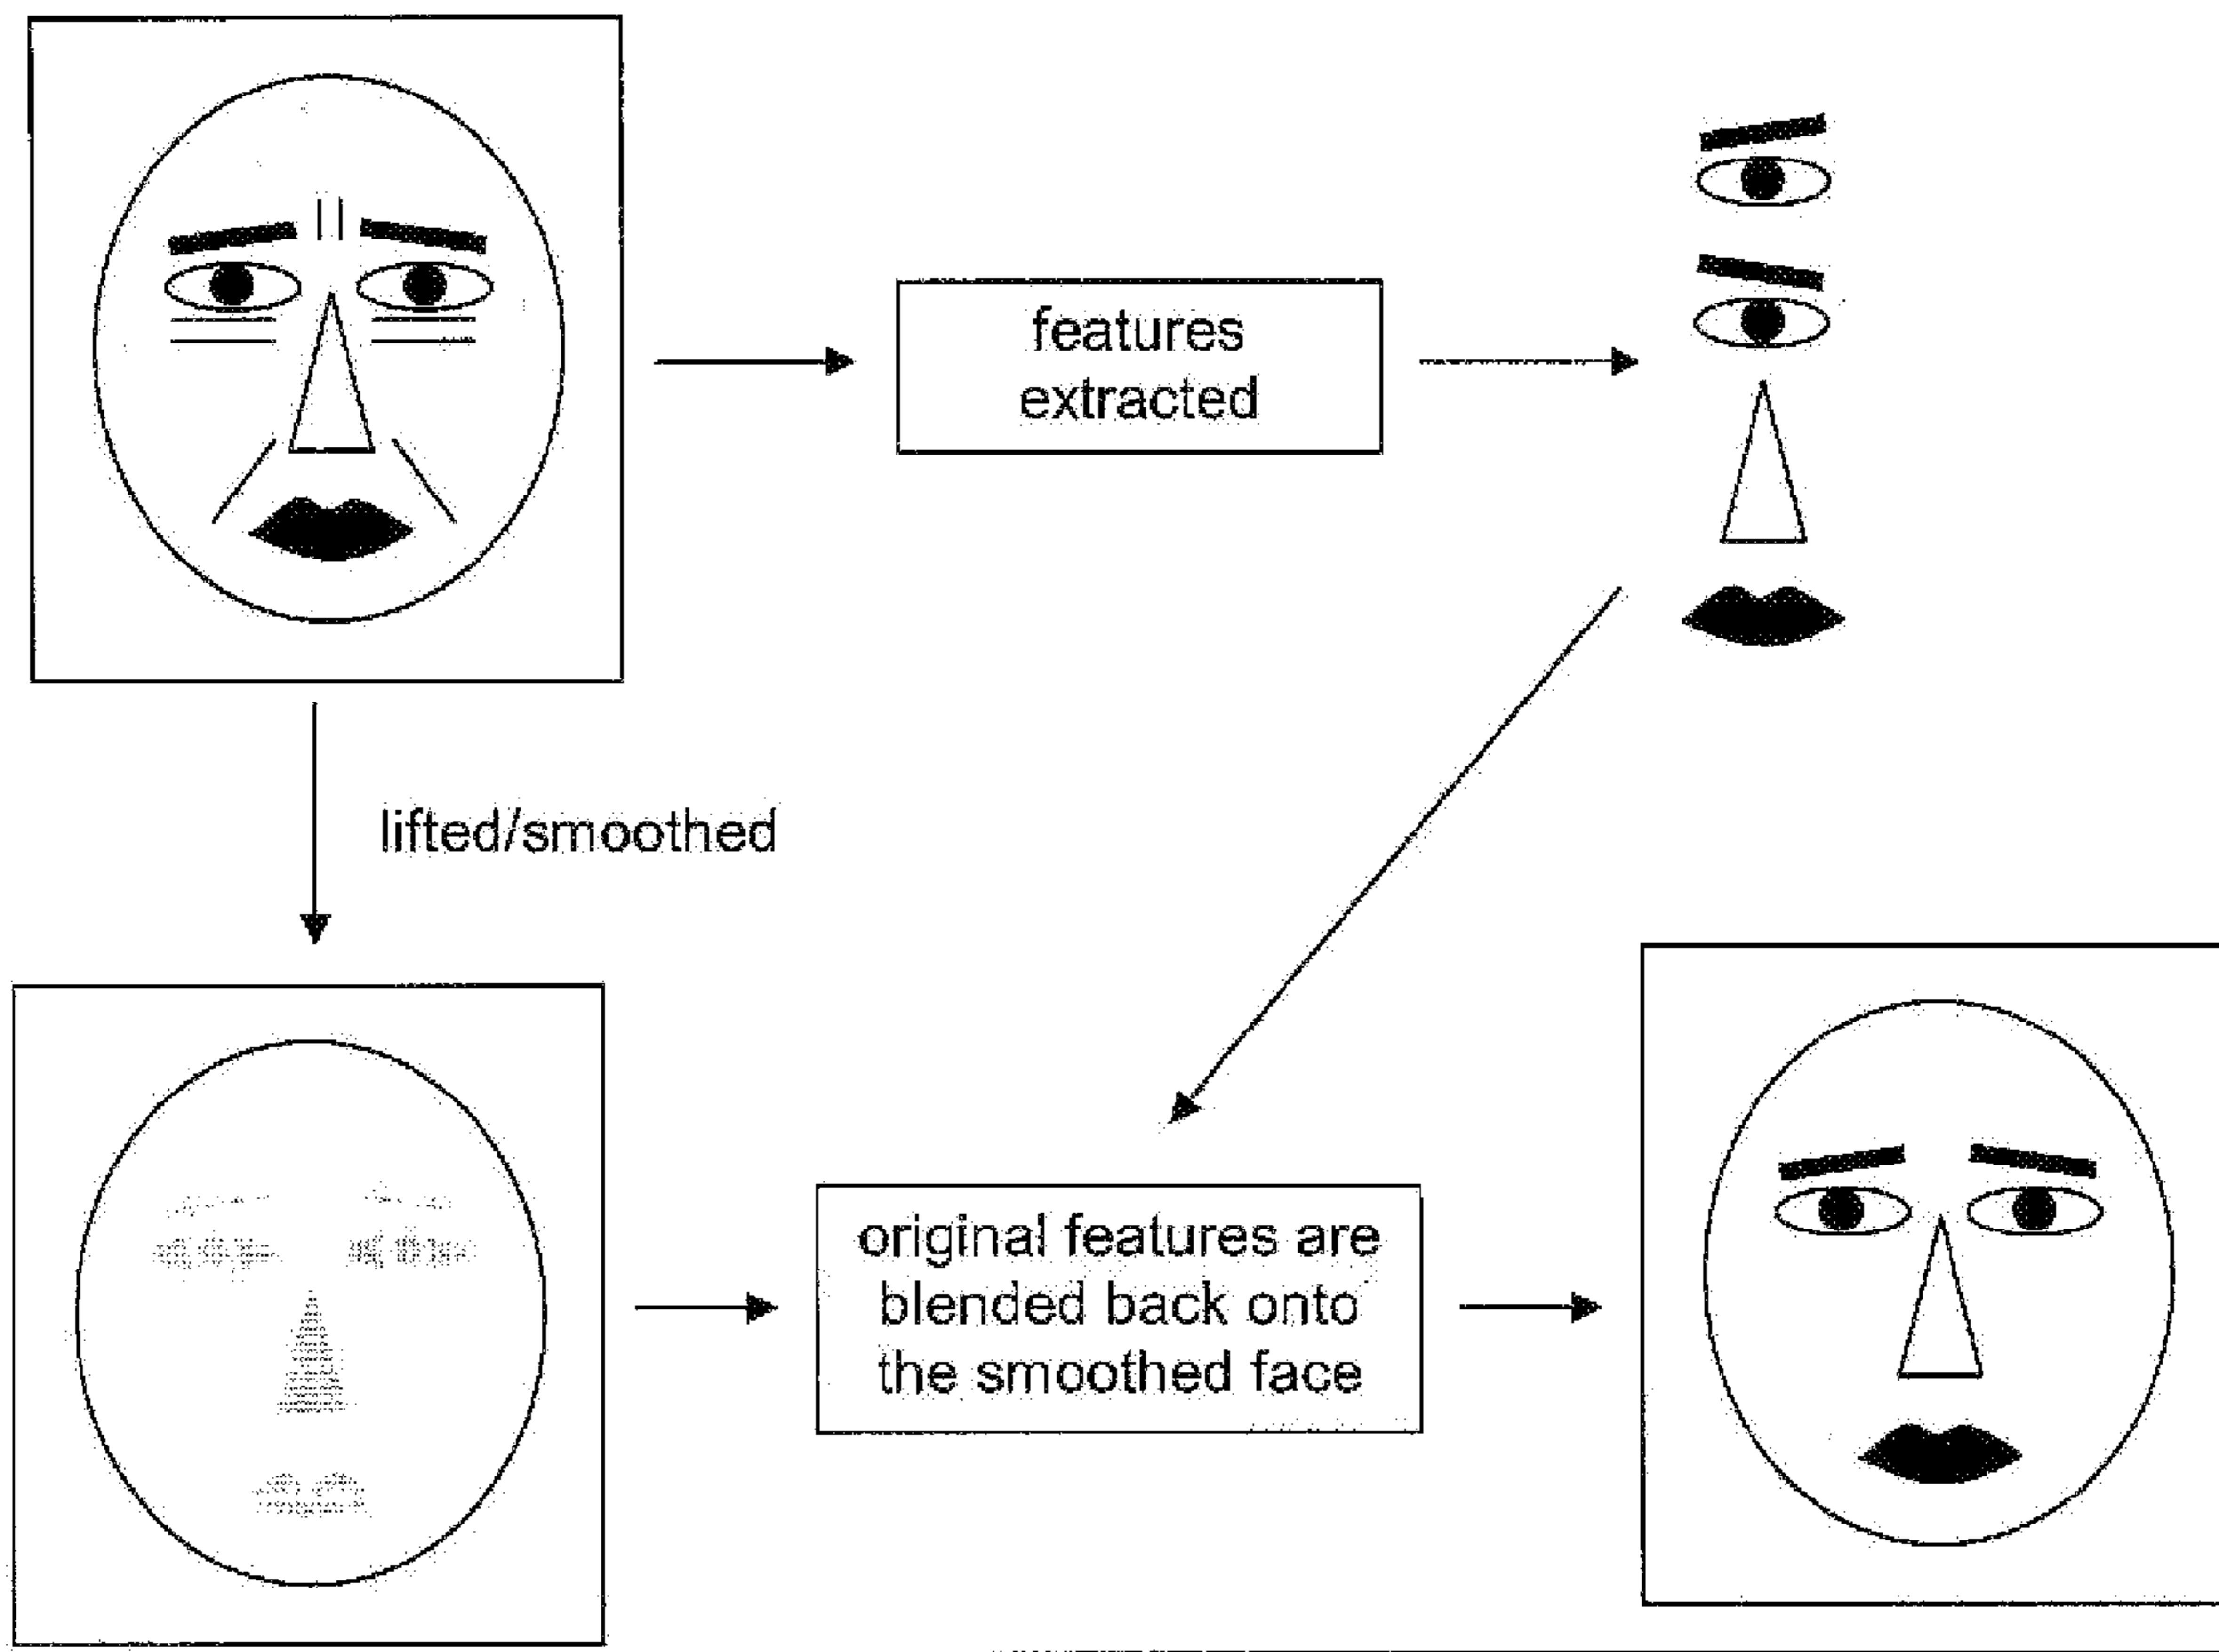 features
extracted
lifted/smoothed
original features are
blended back onto
the smoothed face